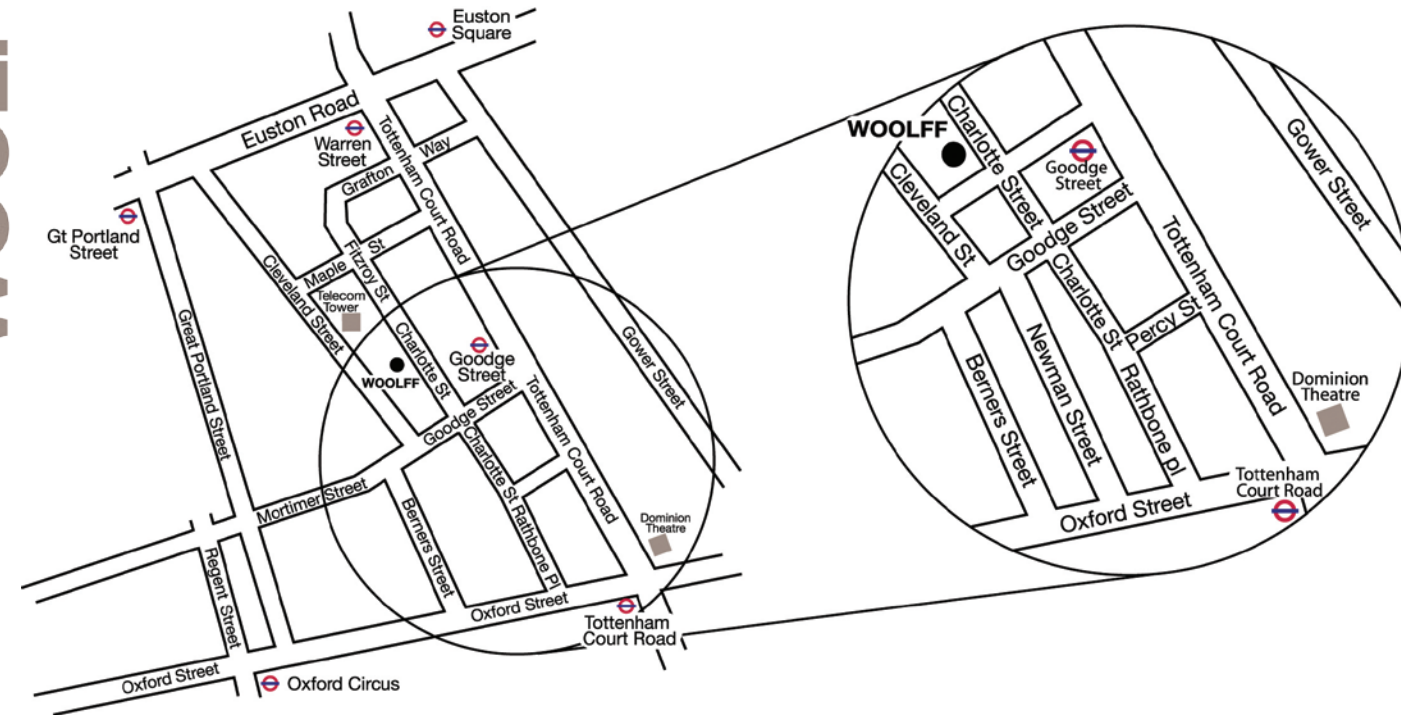 Euston
Square
Euston Road
Warren
Street
Tottenham Court Road
Way
Grafton
Gt Portland
Street
Maple St
Fitzroy St
Cleveland Street
Telecom
Tower
Great Portland Street
Charlotte St
WOOLFF
Goodge
Street
Gower Street
Goodge Street
Tottenham Court Road
Charlotte St
Rathbone Pl
Mortimer Street
Berners Street
Dominion
Theatre
Regent Street
Oxford Street
Tottenham
Court Road
Oxford Street
Oxford Circus
WOOLFF
Charlotte Street
Cleveland St
Goodge
Street
Gower Street
Goodge Street
Tottenham Court Road
Charlotte St
Percy St
Newman Street
Berners Street
Rathbone pl
Dominion
Theatre
Tottenham
Court Road
Oxford Street